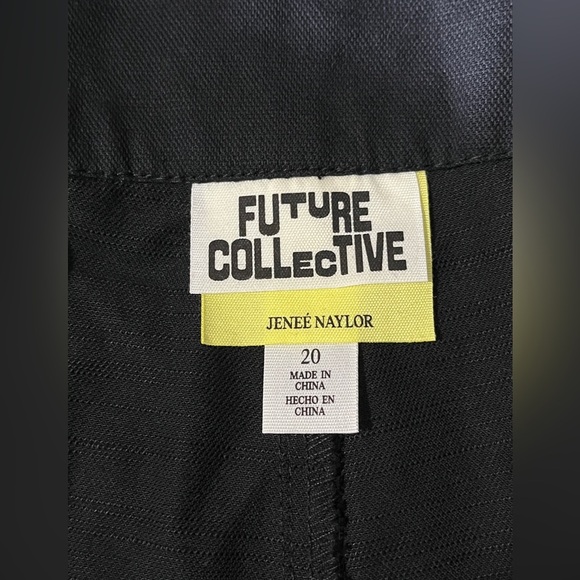 FUTURE
COLLECTIVE
JENEÉ NAYLOR
20
MADE IN
CHINA
HECHO EN
CHINA